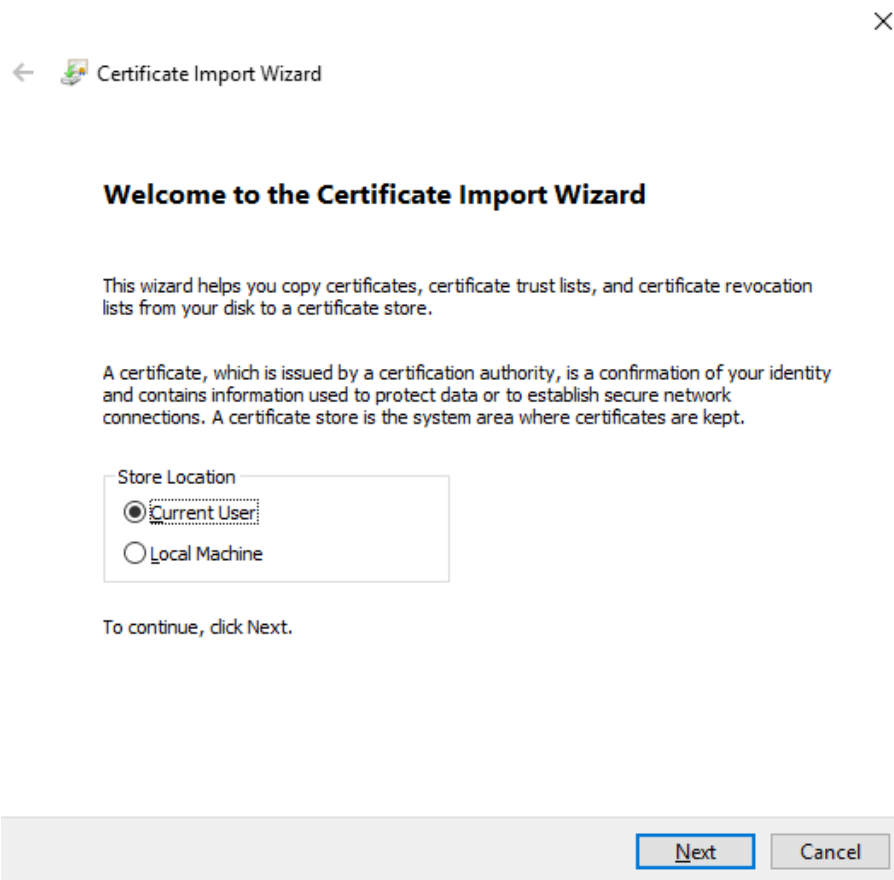 Certificate Import Wizard
Welcome to the Certificate Import Wizard
This wizard helps you copy certificates, certificate trust lists, and certificate revocation
lists from your disk to a certificate store.
A certificate, which is issued by a certification authority, is a confirmation of your identity
and contains information used to protect data or to establish secure network
connections. A certificate store is the system area where certificates are kept.
Store Location
Current User
Local Machine
To continue, click Next.
Next
Cancel